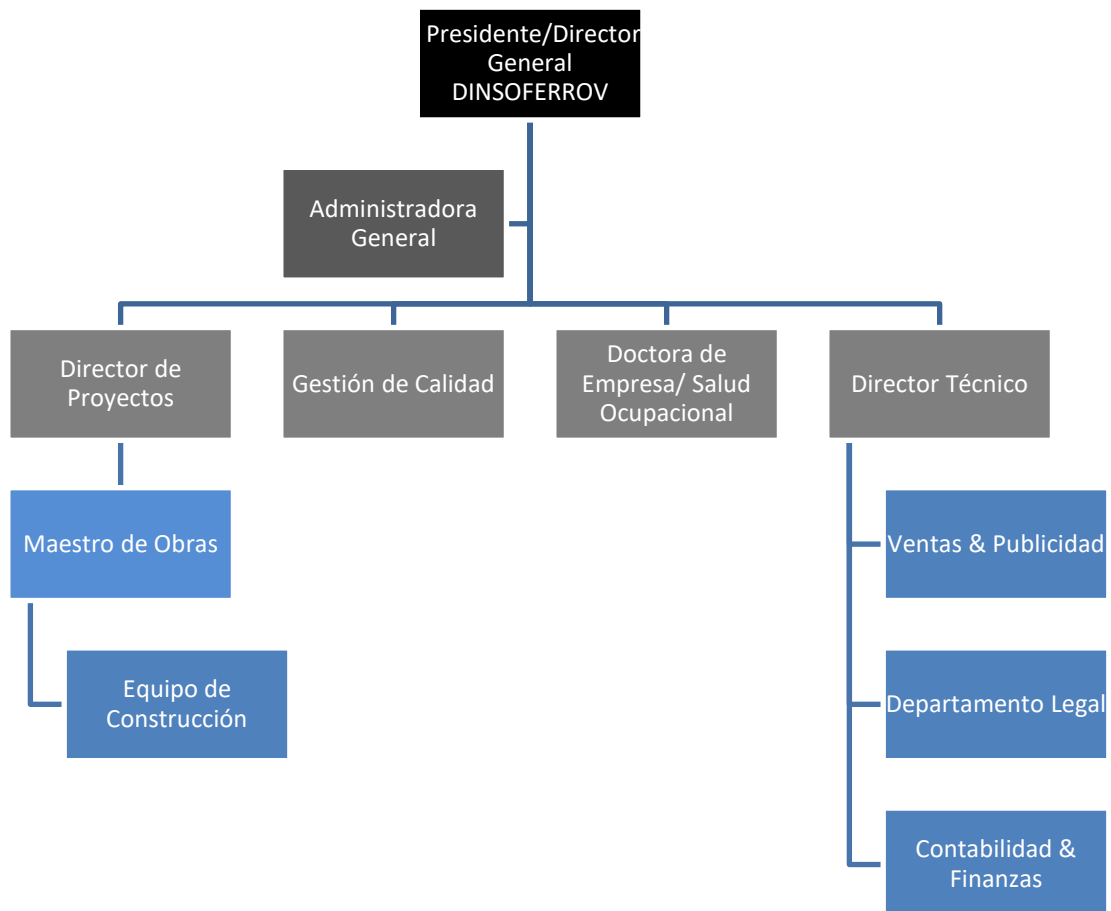 Presidente/Director
General
DINSOFERROV
Administradora
General
Director de
Proyectos
Gestión de Calidad
Doctora de
Empresa/ Salud
Ocupacional
Director Técnico
Maestro de Obras
Ventas & Publicidad
Equipo de
Construcción
Departamento Legal
Contabilidad &
Finanzas